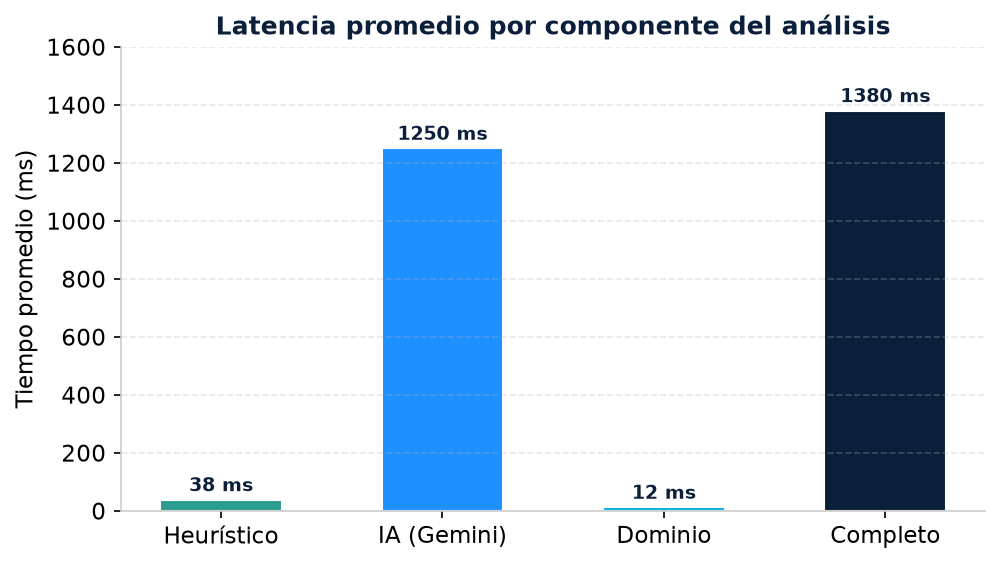 Latencia promedio por componente del análisis
Tiempo promedio (ms)
1600
1400
1200
1000
800
600
400
200
0
38 ms
1250 ms
12 ms
1380 ms
Heurístico
IA (Gemini)
Dominio
Completo